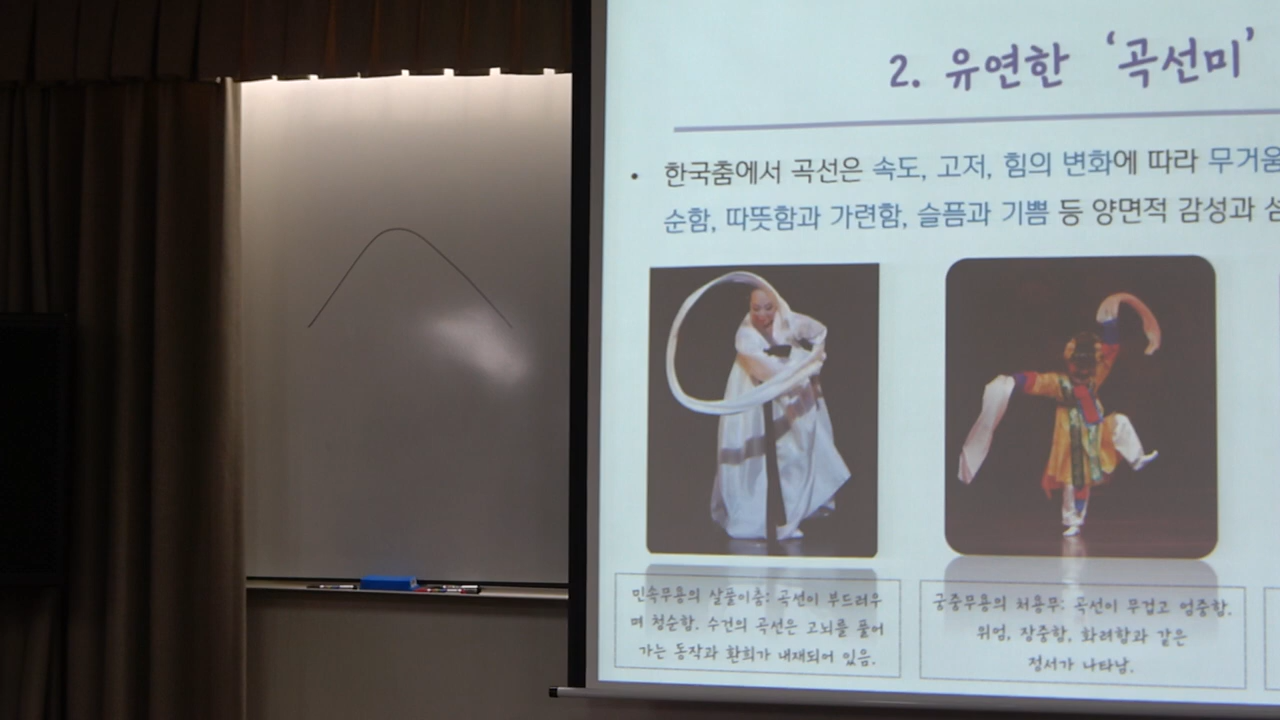 2. 유연한 ‘곡선미’
• 한국춤에서 곡선은 속도, 고저, 힘의 변화에 따라 무거움
순함, 따뜻함과 가련함, 슬픔과 기쁨 등 양면적 감성과 섬
민속무용의 살풀이춤: 곡선이 부드러우
며 청순함. 수건의 곡선은 고뇌를 풀어
가는 동작과 환희가 내재되어 있음.
궁중무용의 처용무: 곡선이 무겁고 엄중함.
위엄, 장중함, 화려함과 같은
정서가 나타남.